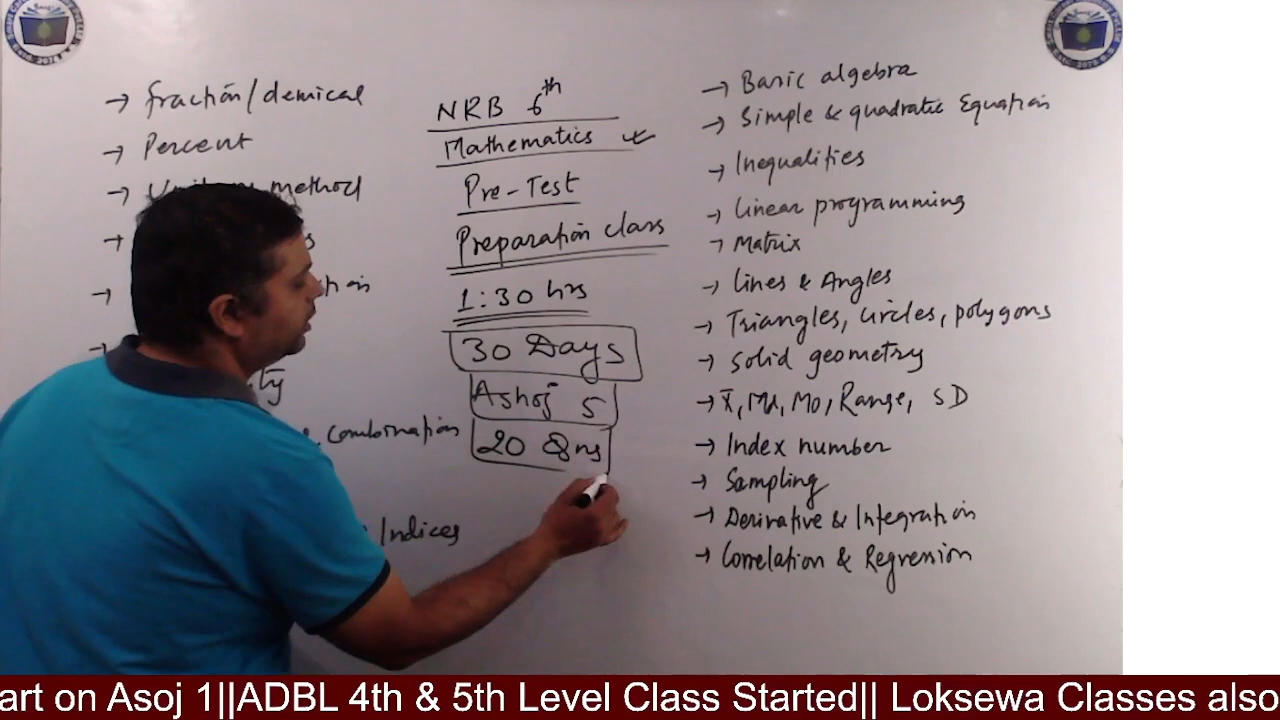 → fraction/demical
→ Percent
→ method
→
→
combination
Indices
NRB 6th
Mathematics
Pre-Test
Preparation class
1:30 hrs
30 Days
Ashoj 5
20 Qns
→ Basic algebra
→ Simple & quadratic Equation
→ Inequalities
→ Linear programming
→ Matrix
→ Lines & Angles
→ Triangles, Circles, polygons
→ Solid geometry
→ X̄, Md, Mo, Range, SD
→ Index number
→ Sampling
→ Derivative & Integration
→ Correlation & Regression
art on Asoj 1||ADBL 4th & 5th Level Class Started|| Loksewa Classes also